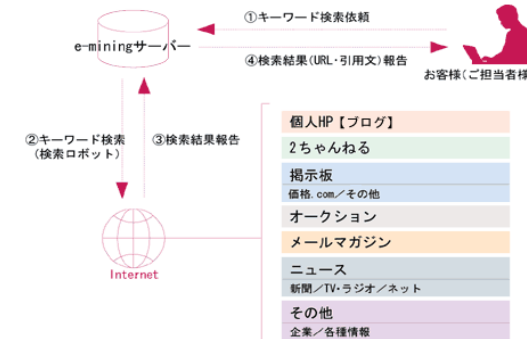 ①キーワード検索依頼
e-miningサーバー
④検索結果(URL・引用文)報告
お客様(ご担当者様
②キーワード検索
(検索ロボット)
③検索結果報告
個人HP【ブログ】
2ちゃんねる
掲示板
価格.com／その他
オークション
メールマガジン
ニュース
新聞／TV・ラジオ／ネット
その他
企業／各種情報
Internet